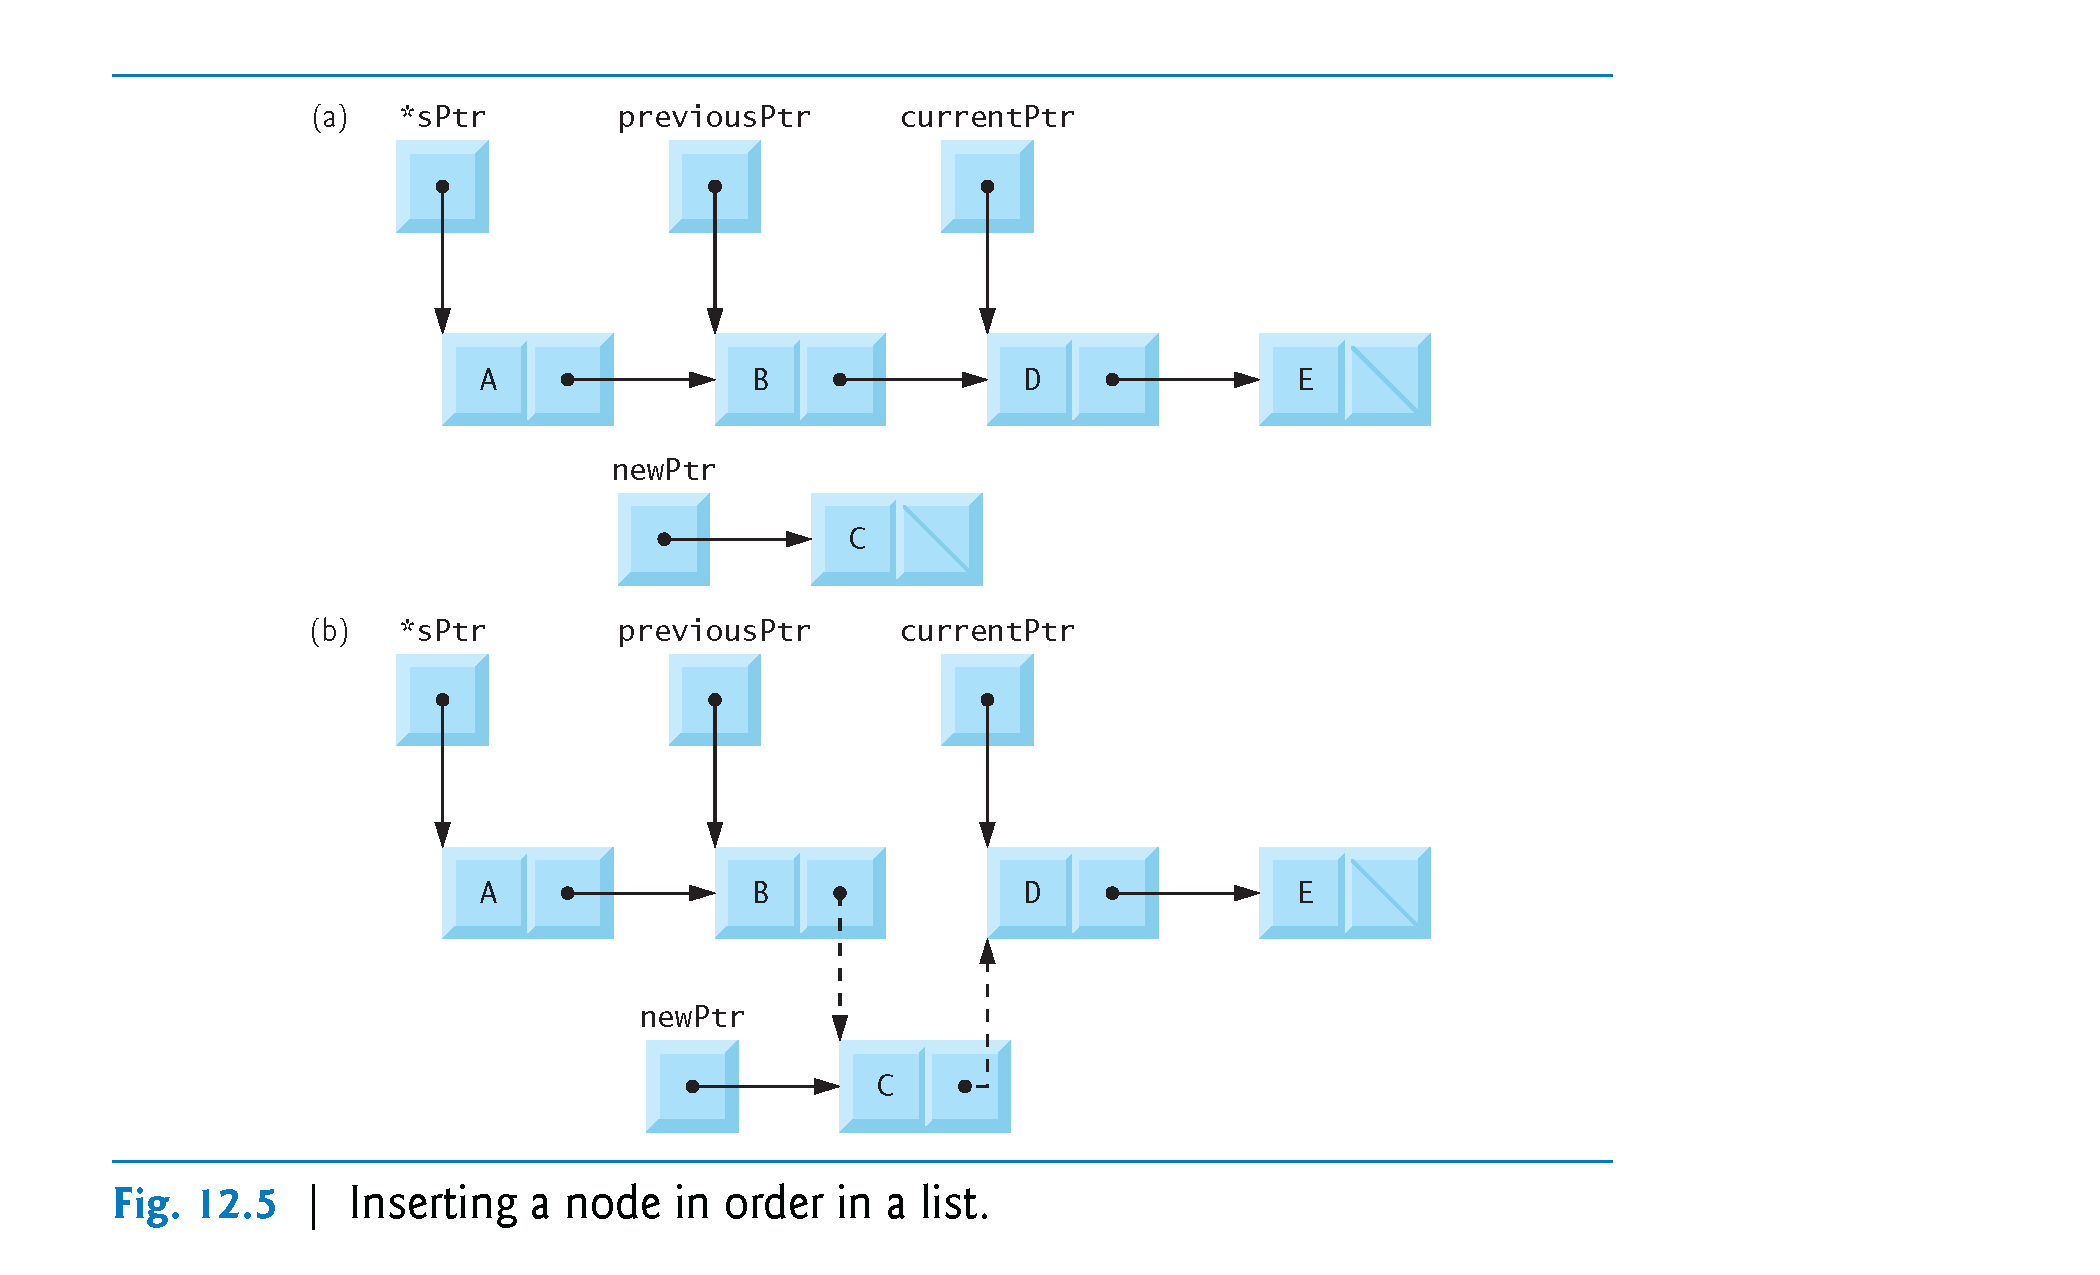 (a) *sPtr previousPtr currentPtr
A B D E
newPtr
C
(b) *sPtr previousPtr currentPtr
A B D E
newPtr
C
Fig. 12.5 | Inserting a node in order in a list.